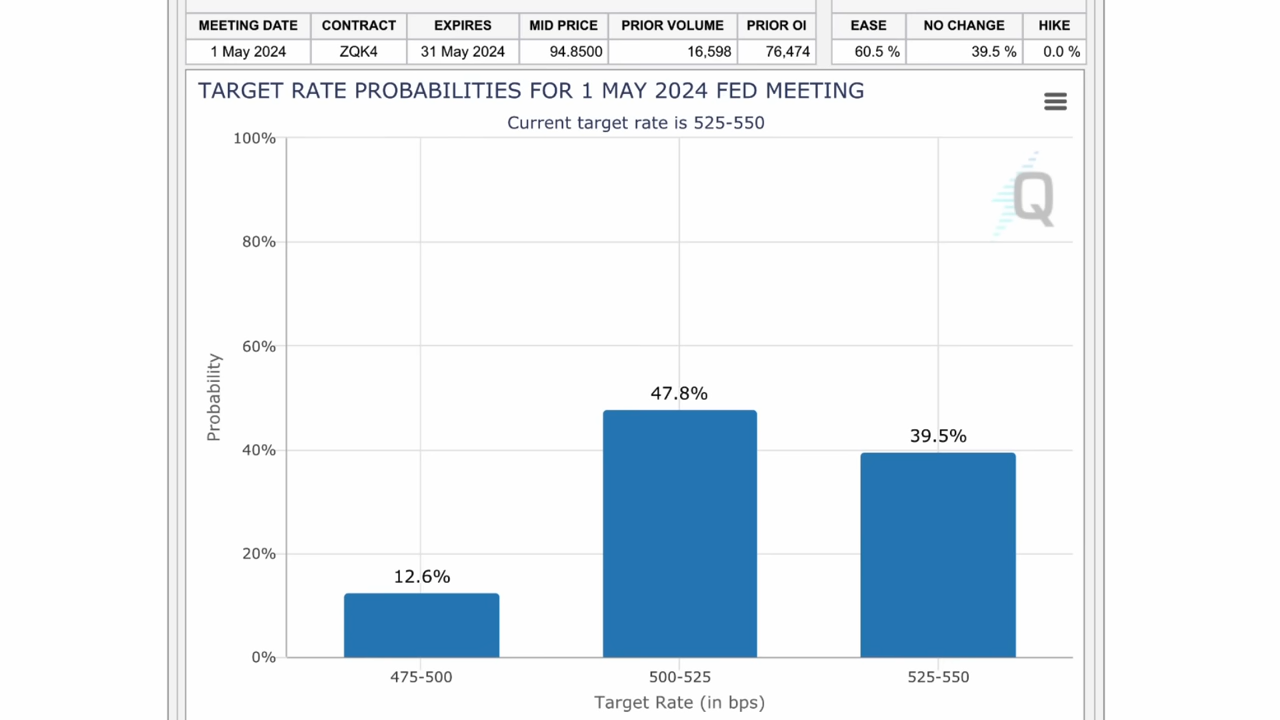 MEETING DATE CONTRACT EXPIRES MID PRICE PRIOR VOLUME PRIOR OI EASE NO CHANGE HIKE
1 May 2024 ZQK4 31 May 2024 94.8500 16,598 76,474 60.5 % 39.5 % 0.0 %
TARGET RATE PROBABILITIES FOR 1 MAY 2024 FED MEETING
Current target rate is 525-550
100%
80%
60%
40%
20%
0%
Probability
Q
12.6%
47.8%
39.5%
475-500 500-525 525-550
Target Rate (in bps)